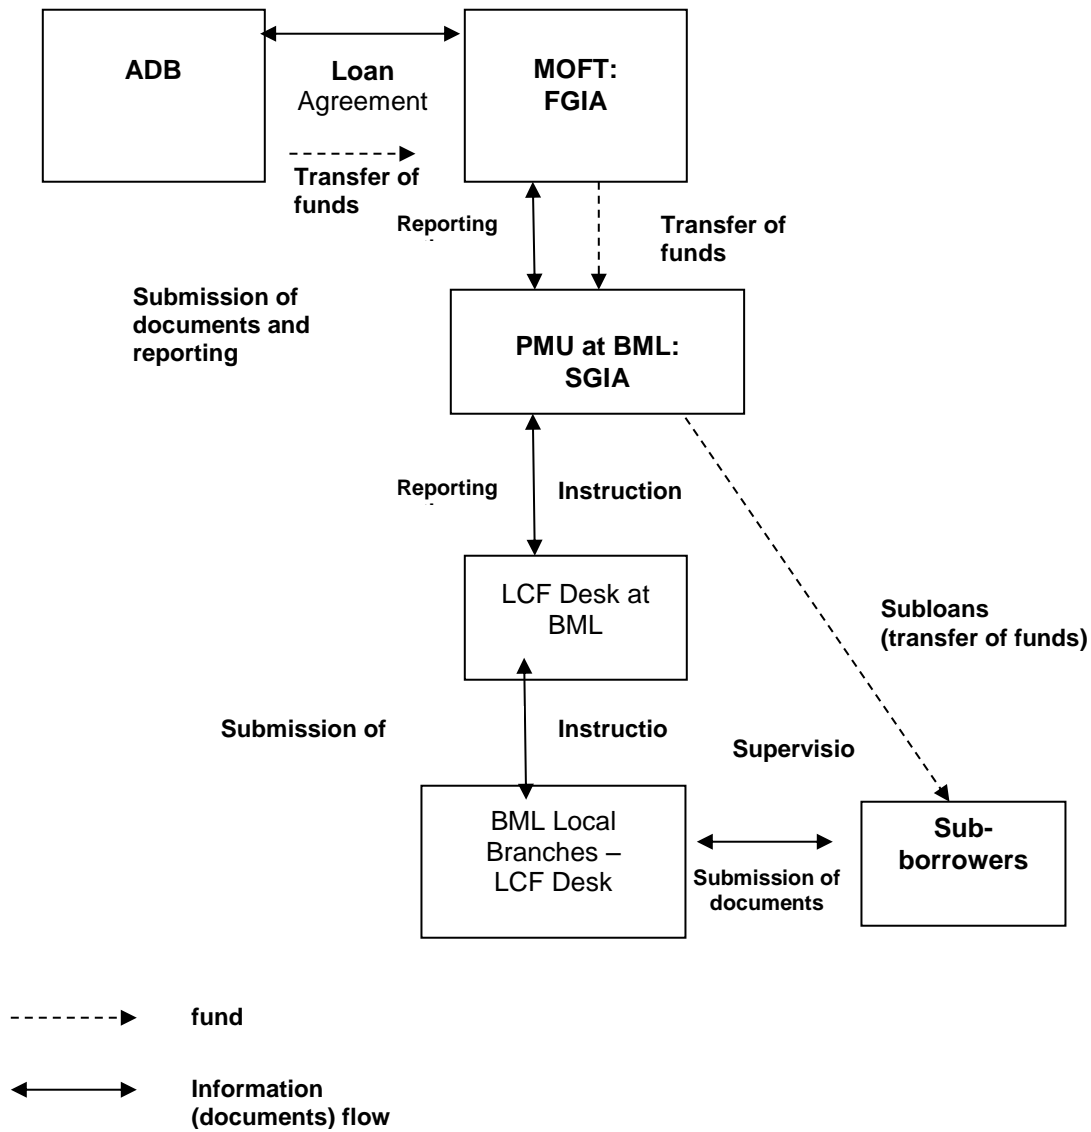 ADB
Loan
Agreement
MOFT:
FGIA
Transfer of
funds
Reporting
Transfer of
funds
Submission of
documents and
reporting
PMU at BML:
SGIA
Reporting
Instruction
LCF Desk at
BML
Subloans
(transfer of funds)
Submission of
Instructio
Supervisio
BML Local
Branches –
LCF Desk
Submission of
documents
Sub-
borrowers
fund
Information
(documents) flow